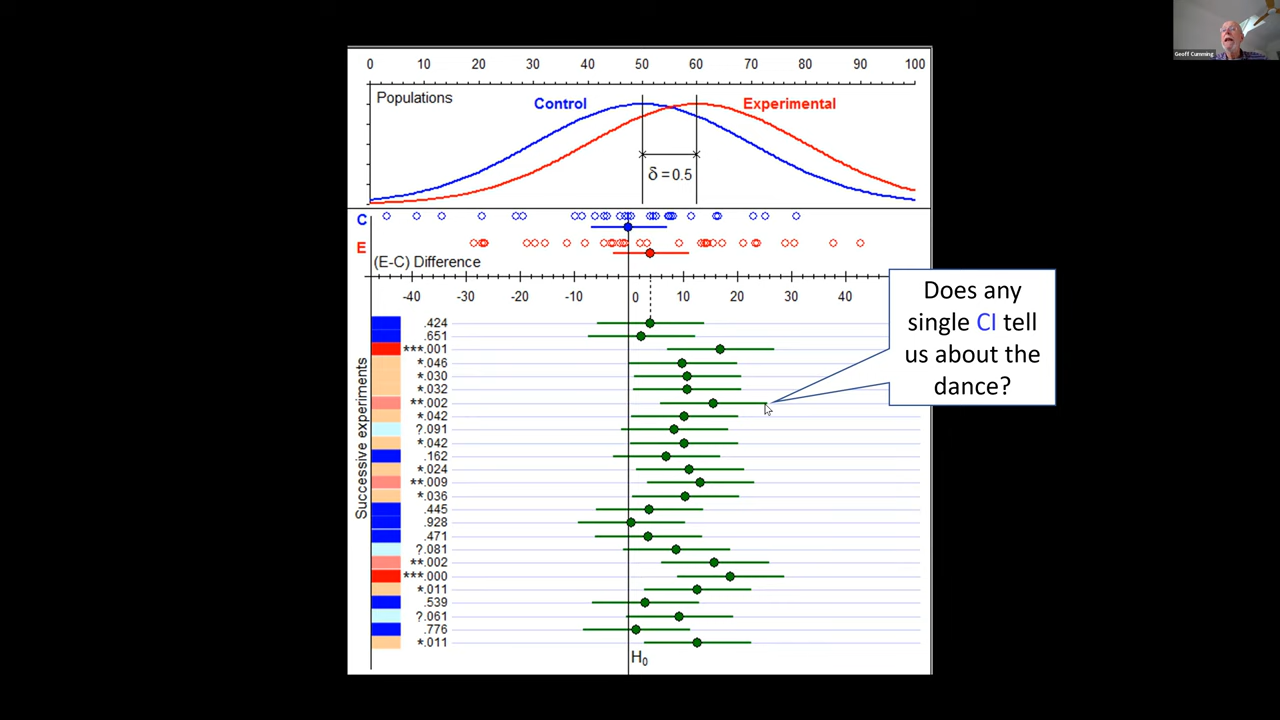 Geoff Cumming
0 10 20 30 40 50 60 70 80 90 100
Populations
Control
Experimental
δ = 0.5
C
E
(E-C) Difference
-40 -30 -20 -10 0 10 20 30 40
Does any
single CI tell
us about the
dance?
Successive experiments
.424
.651
***.001
*.046
*.030
*.032
**.002
*.042
?.091
*.042
.162
*.024
**.009
*.036
.445
.928
.471
?.081
**.002
***.000
*.011
.539
?.061
.776
*.011
H0